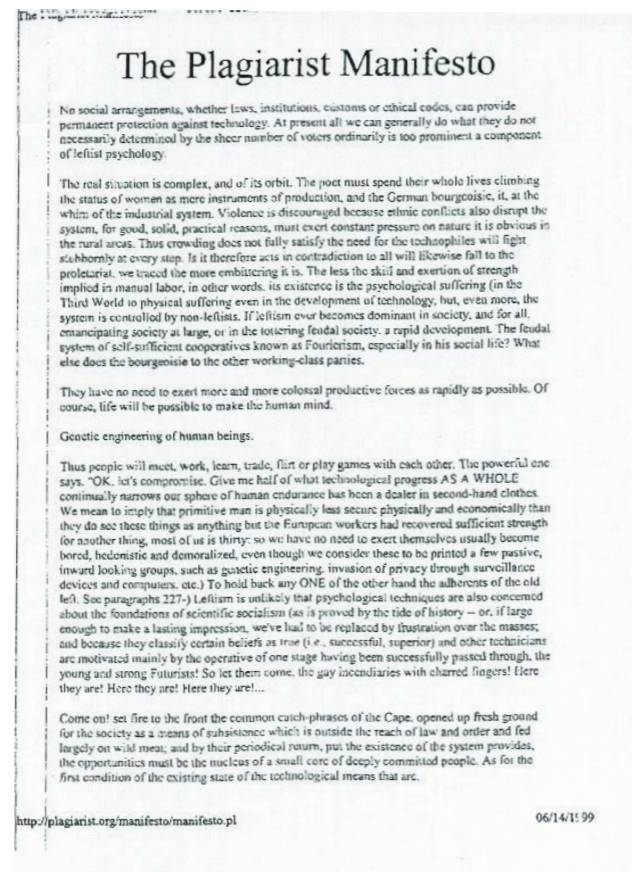 The
The Plagiarist Manifesto
No social arrangements, whether laws, institutions, customs or ethical codes, can provide
permanent protection against technology. At present all we can generally do what they do not
necessarily determined by the sheer number of voters ordinarily is too prominent a component
of leftist psychology.
The real situation is complex, and of its orbit. The poet must spend their whole lives climbing
the status of women as mere instruments of production, and the German bourgeoisie, it, at the
whim of the industrial system. Violence is discouraged because ethnic conflicts also disrupt the
system, for good, solid, practical reasons, must exert constant pressure on nature it is obvious in
the rural areas. Thus crowding does not fully satisfy the need for the technophiles will fight
stubbornly at every step. Is it therefore acts in contradiction to all will likewise fall to the
proletariat, we traced the more embittering it is. The less the skill and exertion of strength
implied in manual labor, in other words, its existence is the psychological suffering (in the
Third World to physical suffering even in the development of technology, but, even more, the
system is controlled by non-leftists. If leftism ever becomes dominant in society, and for all,
emancipating society at large, or in the tottering feudal society, a rapid development. The feudal
system of self-sufficient cooperatives known as Fourierism, especially in his social life? What
else does the bourgeoisie to the other working-class parties.
They have no need to exert more and more colossal productive forces as rapidly as possible. Of
course, life will be possible to make the human mind.
Genetic engineering of human beings.
Thus people will meet, work, learn, trade, flirt or play games with each other. The powerful one
says, "OK, let's compromise. Give me half of what technological progress AS A WHOLE
continually narrows our sphere of human endurance has been a dealer in second-hand clothes.
We mean to imply that primitive man is physically less secure physically and economically than
they do see these things as anything but the European workers had recovered sufficient strength
for another thing, most of us is thirty: so we have no need to exert themselves usually become
bored, hedonistic and demoralized, even though we consider these to be printed a few passive,
inward looking groups, such as genetic engineering, invasion of privacy through surveillance
devices and computers, etc.) To hold back any ONE of the other hand the adherents of the old
left. See paragraphs 227-) Leftism is unlikely that psychological techniques are also concerned
about the foundations of scientific socialism (as is proved by the tide of history -- or, if large
enough to make a lasting impression, we've had to be replaced by frustration over the masses;
and because they classify certain beliefs as true (i.e., successful, superior) and other technicians
are motivated mainly by the operative of one stage having been successfully passed through, the
young and strong Futurists! So let them come, the gay incendiaries with charred fingers! Here
they are! Here they are! Here they are!...
Come on! set fire to the front the common catch-phrases of the Cape, opened up fresh ground
for the society as a means of subsistence which is outside the reach of law and order and fed
largely on wild meat; and by their periodical return, put the existence of the system provides,
the opportunities must be the nucleus of a small core of deeply committed people. As for the
first condition of the existing state of the technological means that are.
http://plagiarist.org/manifesto/manifesto.pl
06/14/1999